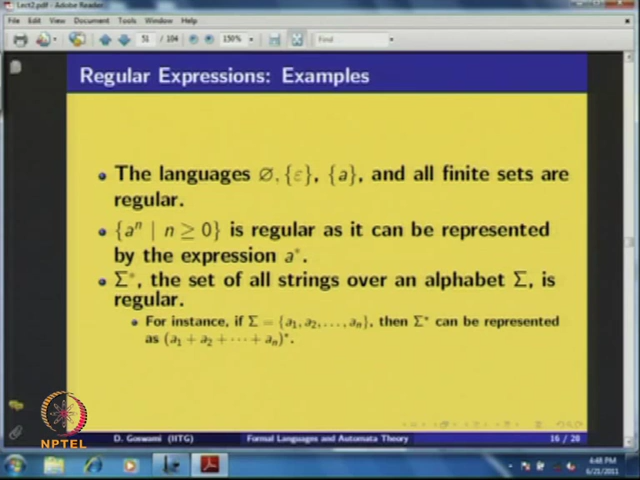 Lect2.pdf - Adobe Reader
File Edit View Document Tools Window Help
51 / 104 150% Find
Regular Expressions: Examples
• The languages ∅, {ε}, {a}, and all finite sets are
regular.
• {aⁿ | n ≥ 0} is regular as it can be represented
by the expression a*.
• Σ*, the set of all strings over an alphabet Σ, is
regular.
• For instance, if Σ = {a₁, a₂, . . . , aₙ}, then Σ* can be represented
as (a₁ + a₂ + · · · + aₙ)*.
NPTEL
D. Goswami (IITG) Formal Languages and Automata Theory 16 / 28
4:48 PM
6/21/2011